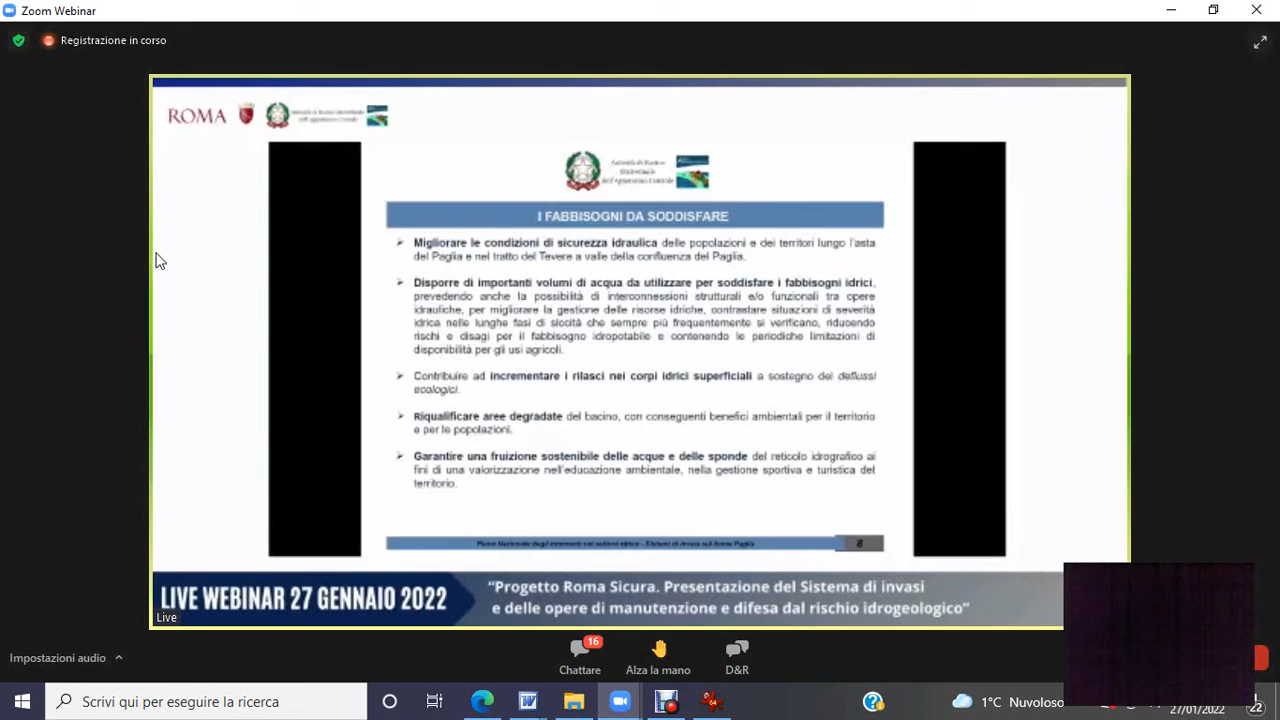 Zoom Webinar
Registrazione in corso
ROMA
Autorità di Bacino
Distrettuale
dell'Appennino Centrale
I FABBISOGNI DA SODDISFARE
➢ Migliorare le condizioni di sicurezza idraulica delle popolazioni e dei territori lungo l'asta
del Paglia e nel tratto del Tevere a valle della confluenza del Paglia.
➢ Disporre di importanti volumi di acqua da utilizzare per soddisfare i fabbisogni idrici,
prevedendo anche la possibilità di interconnessioni strutturali e/o funzionali tra opere
idrauliche, per migliorare la gestione delle risorse idriche, contrastare situazioni di severità
idrica nelle lunghe fasi di siccità che sempre più frequentemente si verificano, riducendo
rischi e disagi per il fabbisogno idropotabile e contenendo le periodiche limitazioni di
disponibilità per gli usi agricoli.
➢ Contribuire ad incrementare i rilasci nei corpi idrici superficiali a sostegno dei deflussi
ecologici.
➢ Riqualificare aree degradate del bacino, con conseguenti benefici ambientali per il territorio
e per le popolazioni.
➢ Garantire una fruizione sostenibile delle acque e delle sponde del reticolo idrografico ai
fini di una valorizzazione nell'educazione ambientale, nella gestione sportiva e turistica del
territorio.
8
LIVE WEBINAR 27 GENNAIO 2022
"Progetto Roma Sicura. Presentazione del Sistema di invasi
e delle opere di manutenzione e difesa dal rischio idrogeologico"
Live
Impostazioni audio
16
Chattare
Alza la mano
D&R
Scrivi qui per eseguire la ricerca
1°C Nuvoloso
27/01/2022
22